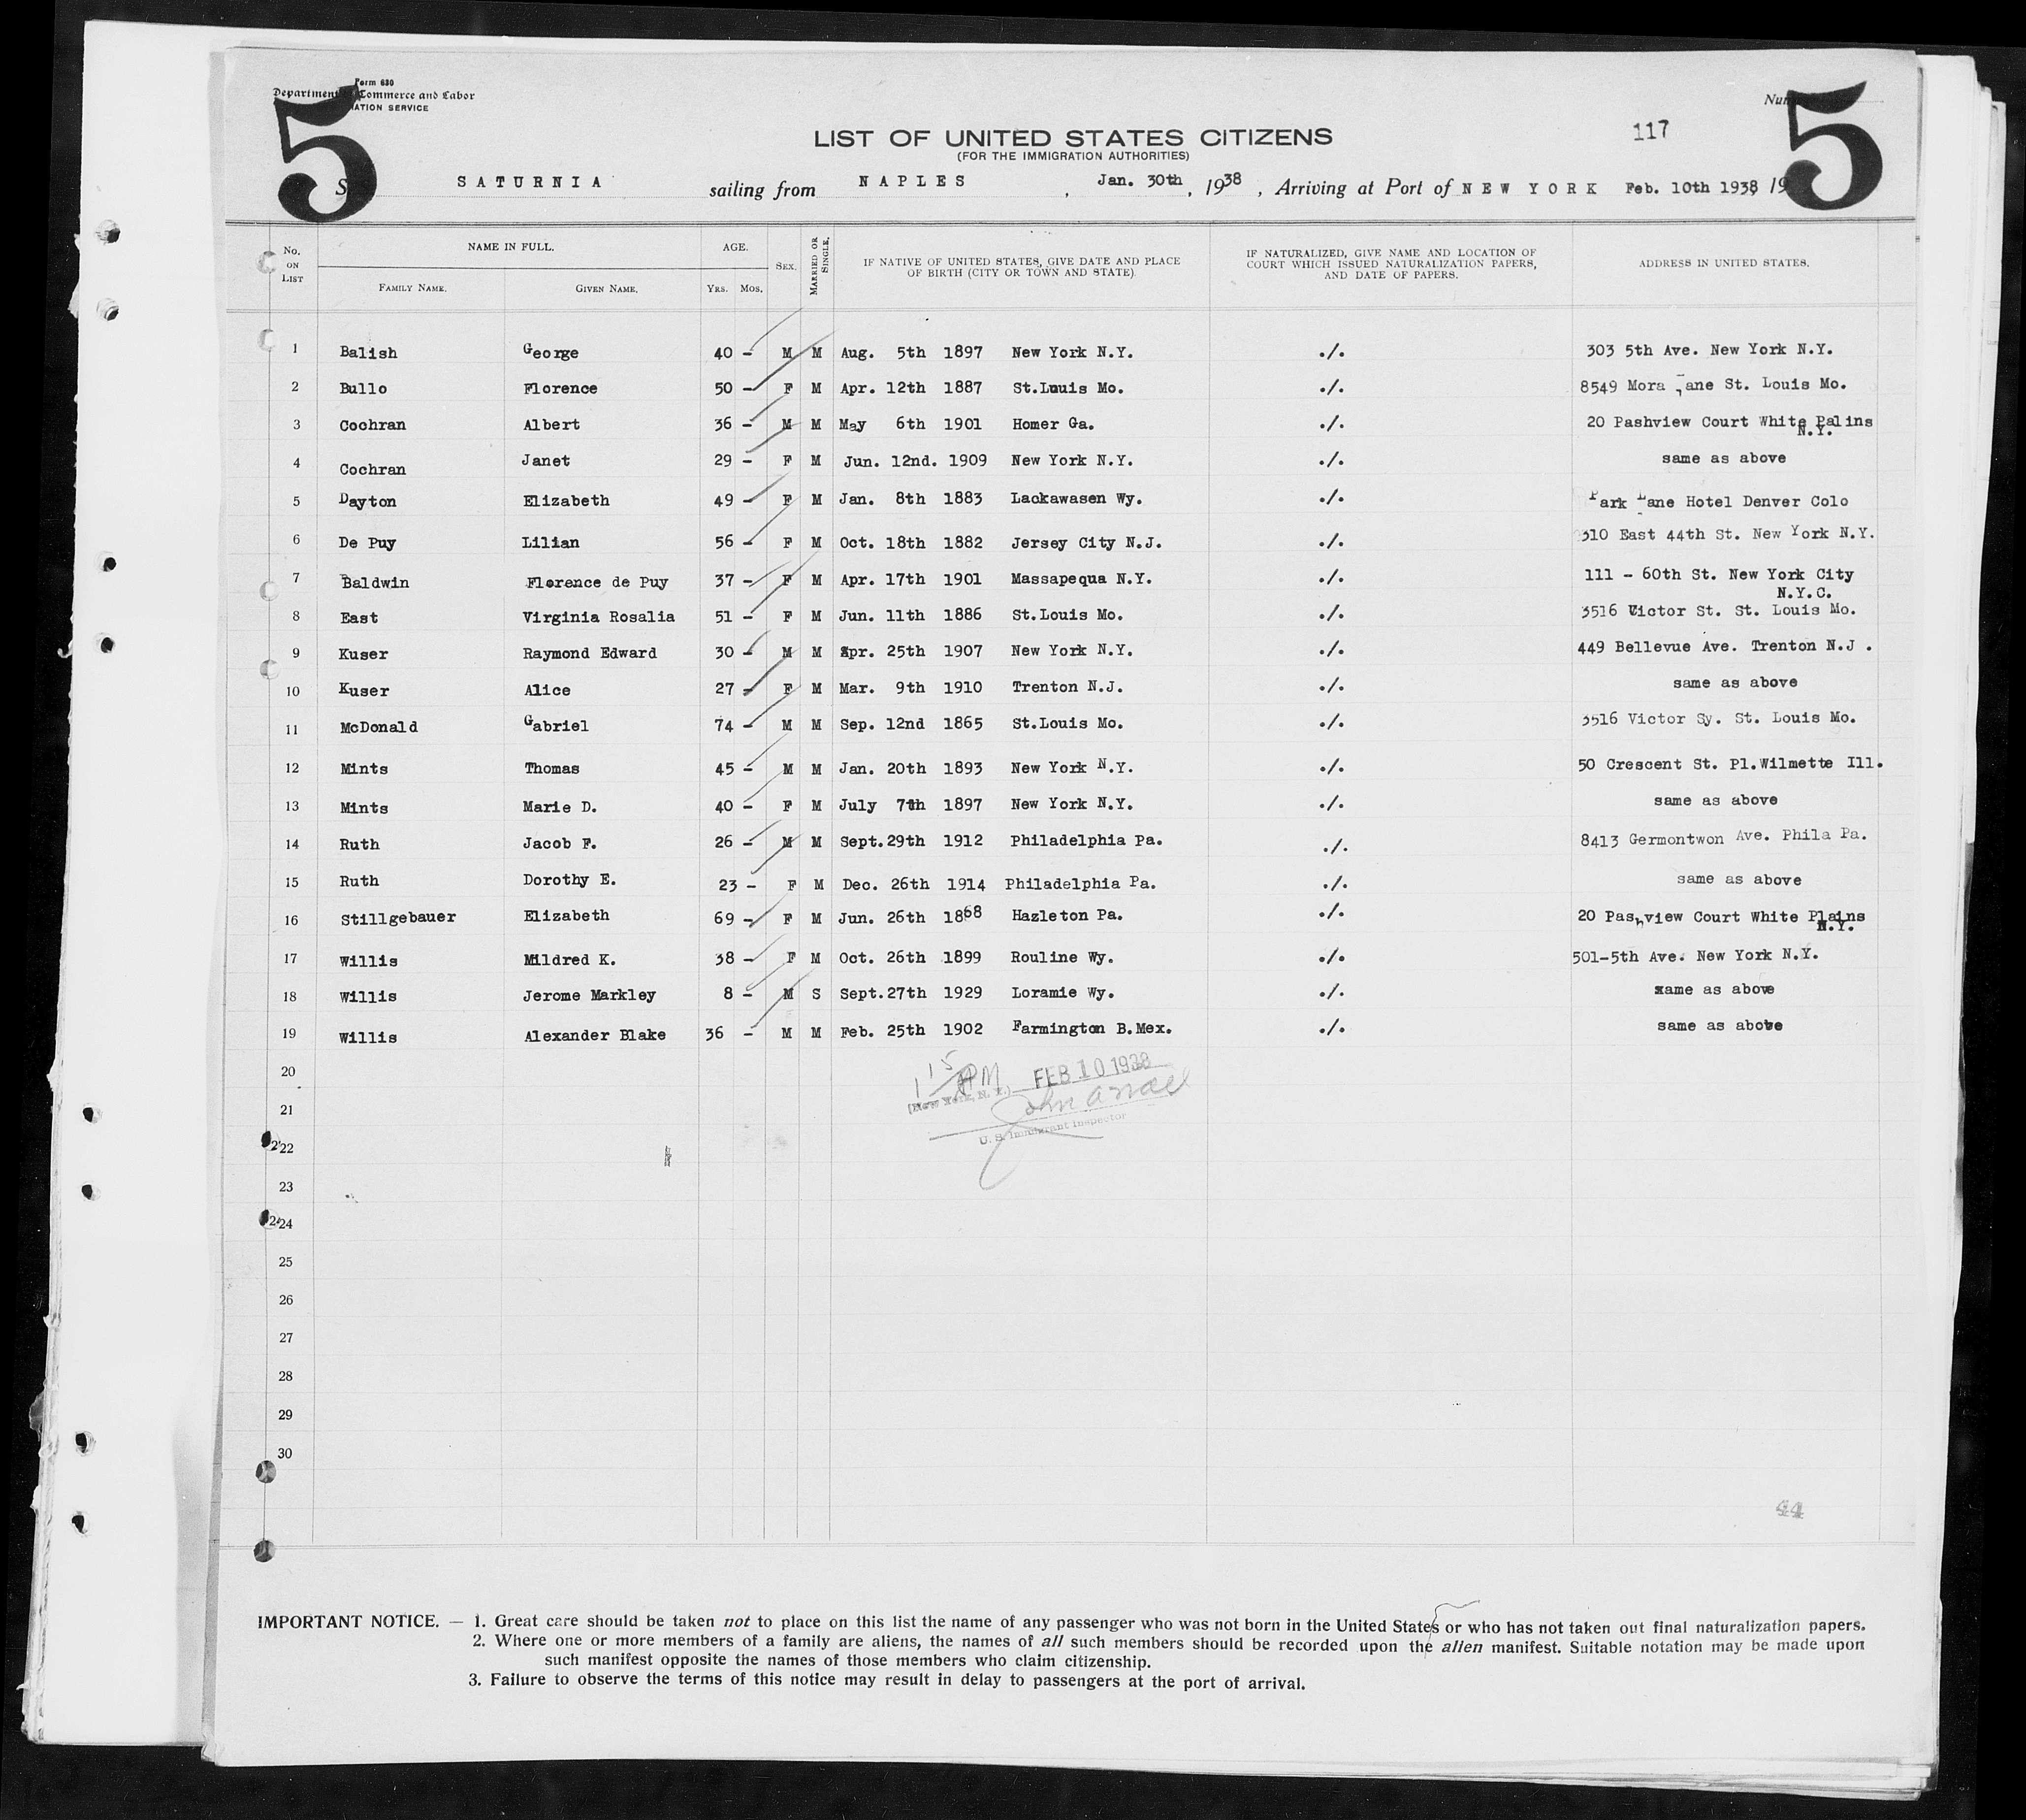 Form 630
Department Commerce and Labor
ATION SERVICE
5
5
117
LIST OF UNITED STATES CITIZENS
(FOR THE IMMIGRATION AUTHORITIES)
S SATURNIA sailing from NAPLES, Jan. 30th, 1938, Arriving at Port of NEW YORK Feb. 10th 1938, 19
No. ON LIST
NAME IN FULL.
FAMILY NAME.
GIVEN NAME.
AGE.
YRS. MOS.
SEX.
MARRIED OR SINGLE.
IF NATIVE OF UNITED STATES, GIVE DATE AND PLACE
OF BIRTH (CITY OR TOWN AND STATE)
IF NATURALIZED, GIVE NAME AND LOCATION OF
COURT WHICH ISSUED NATURALIZATION PAPERS,
AND DATE OF PAPERS.
ADDRESS IN UNITED STATES.
1 Balish George 40 - M M Aug. 5th 1897 New York N.Y. ./. 303 5th Ave. New York N.Y.
2 Bullo Florence 50 - F M Apr. 12th 1887 St.Louis Mo. ./. 8549 Mora Lane St. Louis Mo.
3 Cochran Albert 36 - M M May 6th 1901 Homer Ga. ./. 20 Pashview Court White Palins
N.Y.
4 Cochran Janet 29 - F M Jun. 12nd. 1909 New York N.Y. ./. same as above
5 Dayton Elizabeth 49 - F M Jan. 8th 1883 Lackawasen Wy. ./. Park Lane Hotel Denver Colo
6 De Puy Lilian 56 - F M Oct. 18th 1882 Jersey City N.J. ./. 310 East 44th St. New York N.Y.
7 Baldwin Florence de Puy 37 - F M Apr. 17th 1901 Massapequa N.Y. ./. 111 - 60th St. New York City
N.Y.C.
8 East Virginia Rosalia 51 - F M Jun. 11th 1886 St.Louis Mo. ./. 3516 Victor St. St. Louis Mo.
9 Kuser Raymond Edward 30 - M M Apr. 25th 1907 New York N.Y. ./. 449 Bellevue Ave. Trenton N.J .
10 Kuser Alice 27 - F M Mar. 9th 1910 Trenton N.J. ./. same as above
11 McDonald Gabriel 74 - M M Sep. 12nd 1865 St.Louis Mo. ./. 3516 Victor Sy. St. Louis Mo.
12 Mints Thomas 45 - M M Jan. 20th 1893 New York N.Y. ./. 50 Crescent St. Pl.Wilmette Ill.
13 Mints Marie D. 40 - F M July 7th 1897 New York N.Y. ./. same as above
14 Ruth Jacob F. 26 - M M Sept.29th 1912 Philadelphia Pa. ./. 8413 Germontwon Ave. Phila Pa.
15 Ruth Dorothy E. 23 - F M Dec. 26th 1914 Philadelphia Pa. ./. same as above
16 Stillgebauer Elizabeth 69 - F M Jun. 26th 1868 Hazleton Pa. ./. 20 Pashview Court White Plains
N.Y.
17 Willis Mildred K. 38 - F M Oct. 26th 1899 Rouline Wy. ./. 501-5th Ave. New York N.Y.
18 Willis Jerome Markley 8 - M S Sept.27th 1929 Loramie Wy. ./. same as above
19 Willis Alexander Blake 36 - M M Feb. 25th 1902 Farmington B.Mex. ./. same as above
20
21
22
23
24
25
26
27
28
29
30
1 15 PM FEB 10 1938
(New York, N.Y.)
U. S. Immigrant Inspector
44
IMPORTANT NOTICE. — 1. Great care should be taken not to place on this list the name of any passenger who was not born in the United States or who has not taken out final naturalization papers.
2. Where one or more members of a family are aliens, the names of all such members should be recorded upon the alien manifest. Suitable notation may be made upon
such manifest opposite the names of those members who claim citizenship.
3. Failure to observe the terms of this notice may result in delay to passengers at the port of arrival.